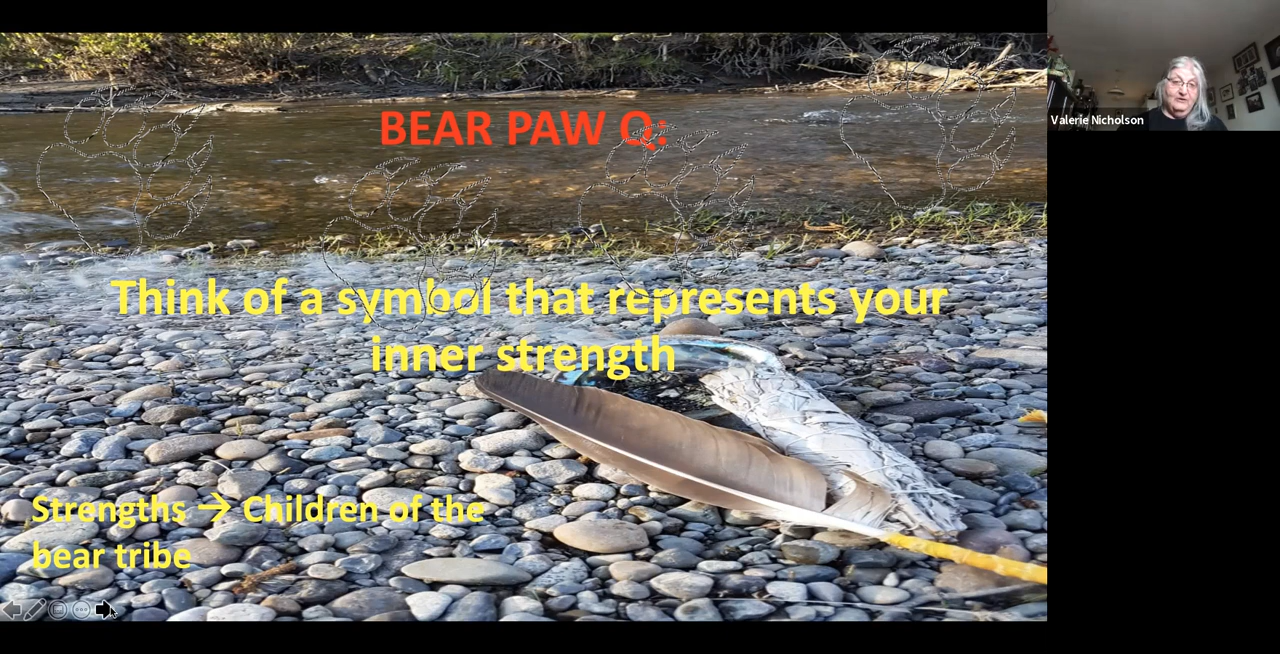 BEAR PAW Q:
Valerie Nicholson
Think of a symbol that represents your
inner strength
Strengths → Children of the
bear tribe